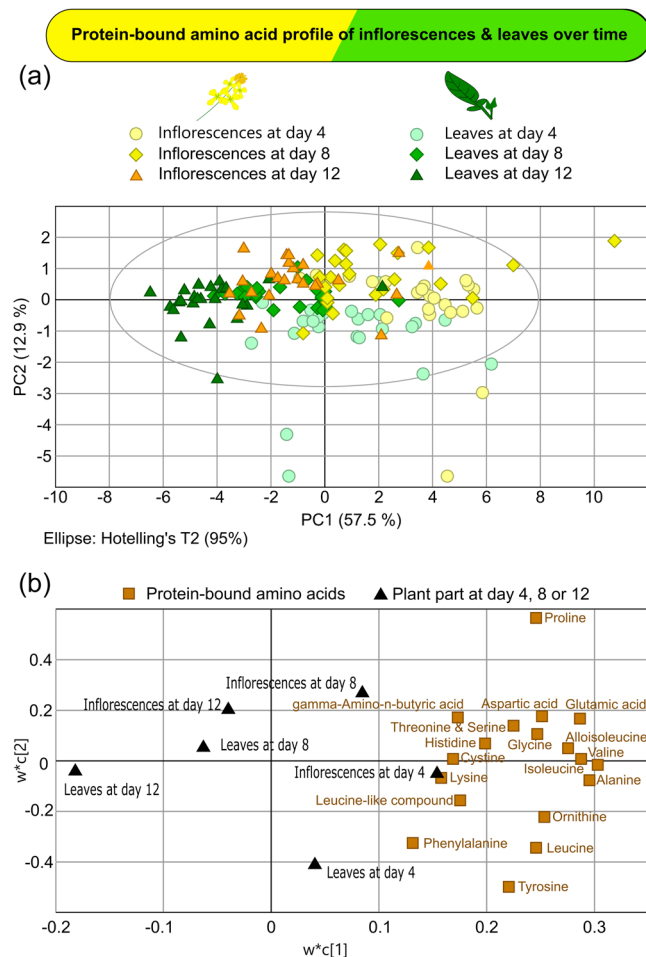 Protein-bound amino acid profile of inflorescences & leaves over time
(a)
Inflorescences at day 4
Leaves at day 4
Inflorescences at day 8
Leaves at day 8
Inflorescences at day 12
Leaves at day 12
PC2 (12.9 %)
2
1
0
-1
-2
-3
-4
-5
-10
-8
-6
-4
-2
0
2
4
6
8
10
PC1 (57.5 %)
Ellipse: Hotelling's T2 (95%)
(b)
Protein-bound amino acids
Plant part at day 4, 8 or 12
w*c[2]
0.4
0.2
0
-0.2
-0.4
Proline
Inflorescences at day 8
gamma-Amino-n-butyric acid
Aspartic acid
Glutamic acid
Inflorescences at day 12
Threonine & Serine
Alloisoleucine
Leaves at day 8
Histidine
Glycine
Valine
Cystine
Inflorescences at day 4
Isoleucine
Leaves at day 12
Lysine
Alanine
Leucine-like compound
Ornithine
Phenylalanine
Leucine
Leaves at day 4
Tyrosine
-0.2
-0.1
0
0.1
0.2
0.3
w*c[1]